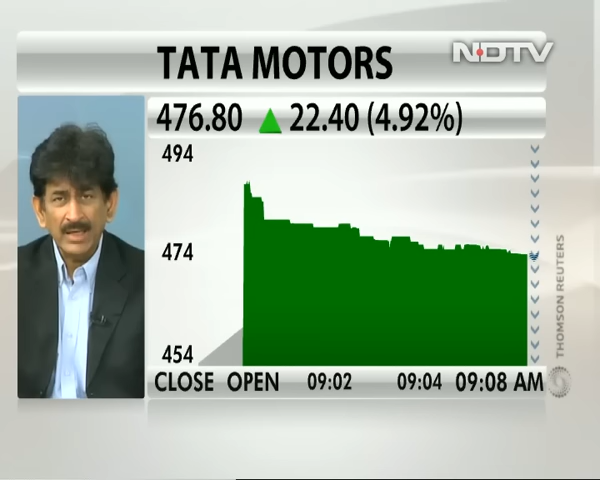 TATA MOTORS
NDTV
476.80 ▲ 22.40 (4.92%)
494
474
454
CLOSE OPEN 09:02 09:04 09:08 AM
THOMSON REUTERS